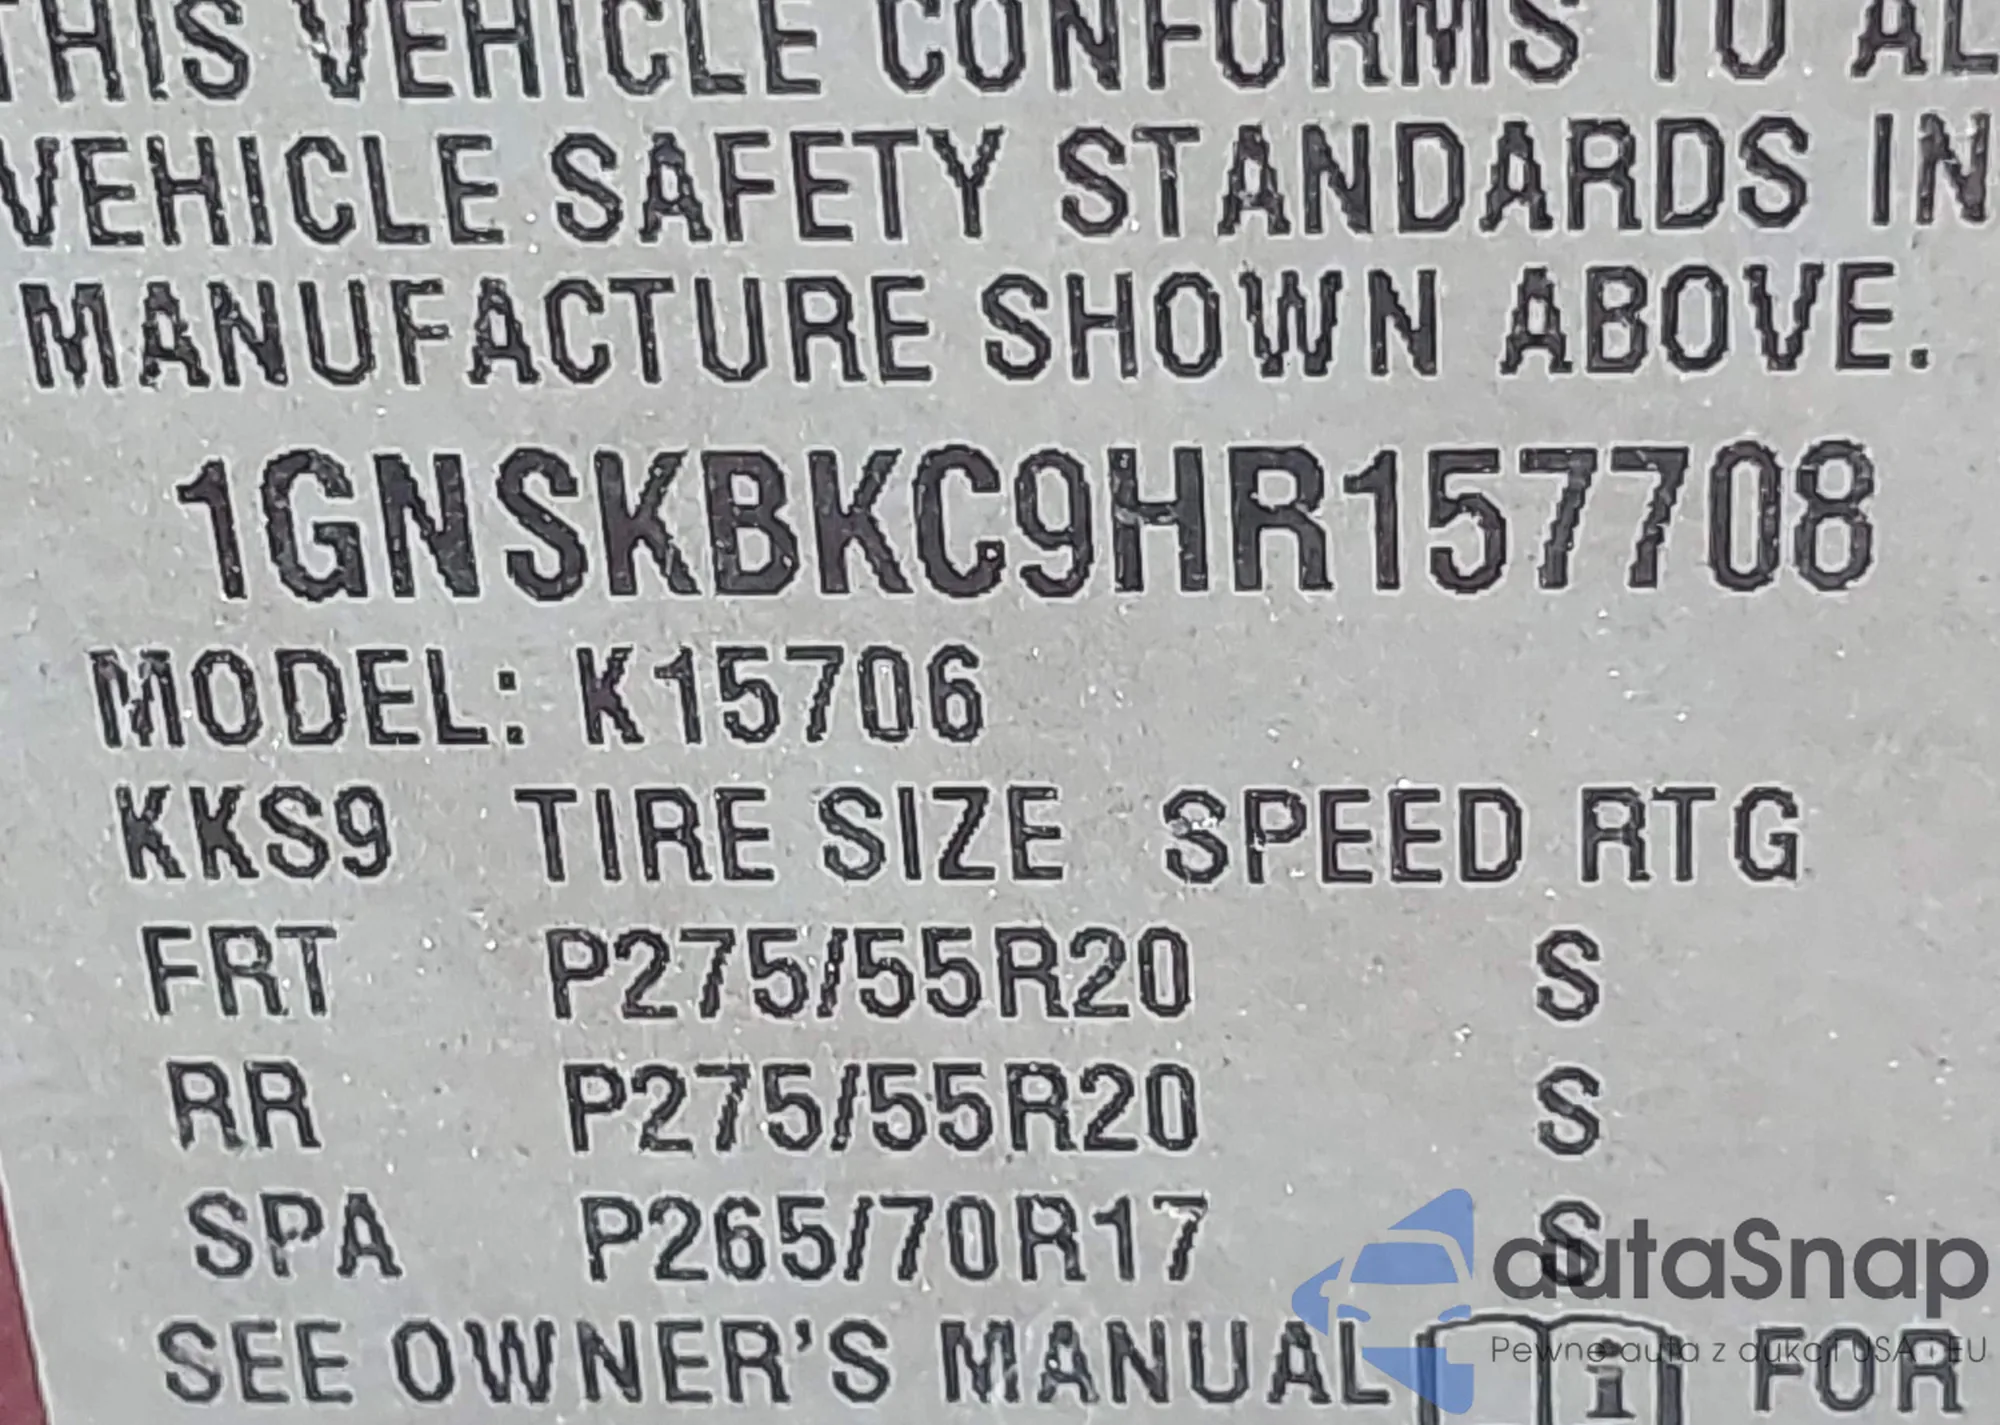 THIS VEHICLE CONFORMS TO AL
VEHICLE SAFETY STANDARDS IN
MANUFACTURE SHOWN ABOVE.
1GNSKBKC9HR157708
MODEL: K15706
KKS9 TIRE SIZE SPEED RTG
FRT P275/55R20 S
RR P275/55R20 S
SPA P265/70R17 S
autaSnap
Pewne auta z aukcji USA i EU
SEE OWNER'S MANUAL i FOR